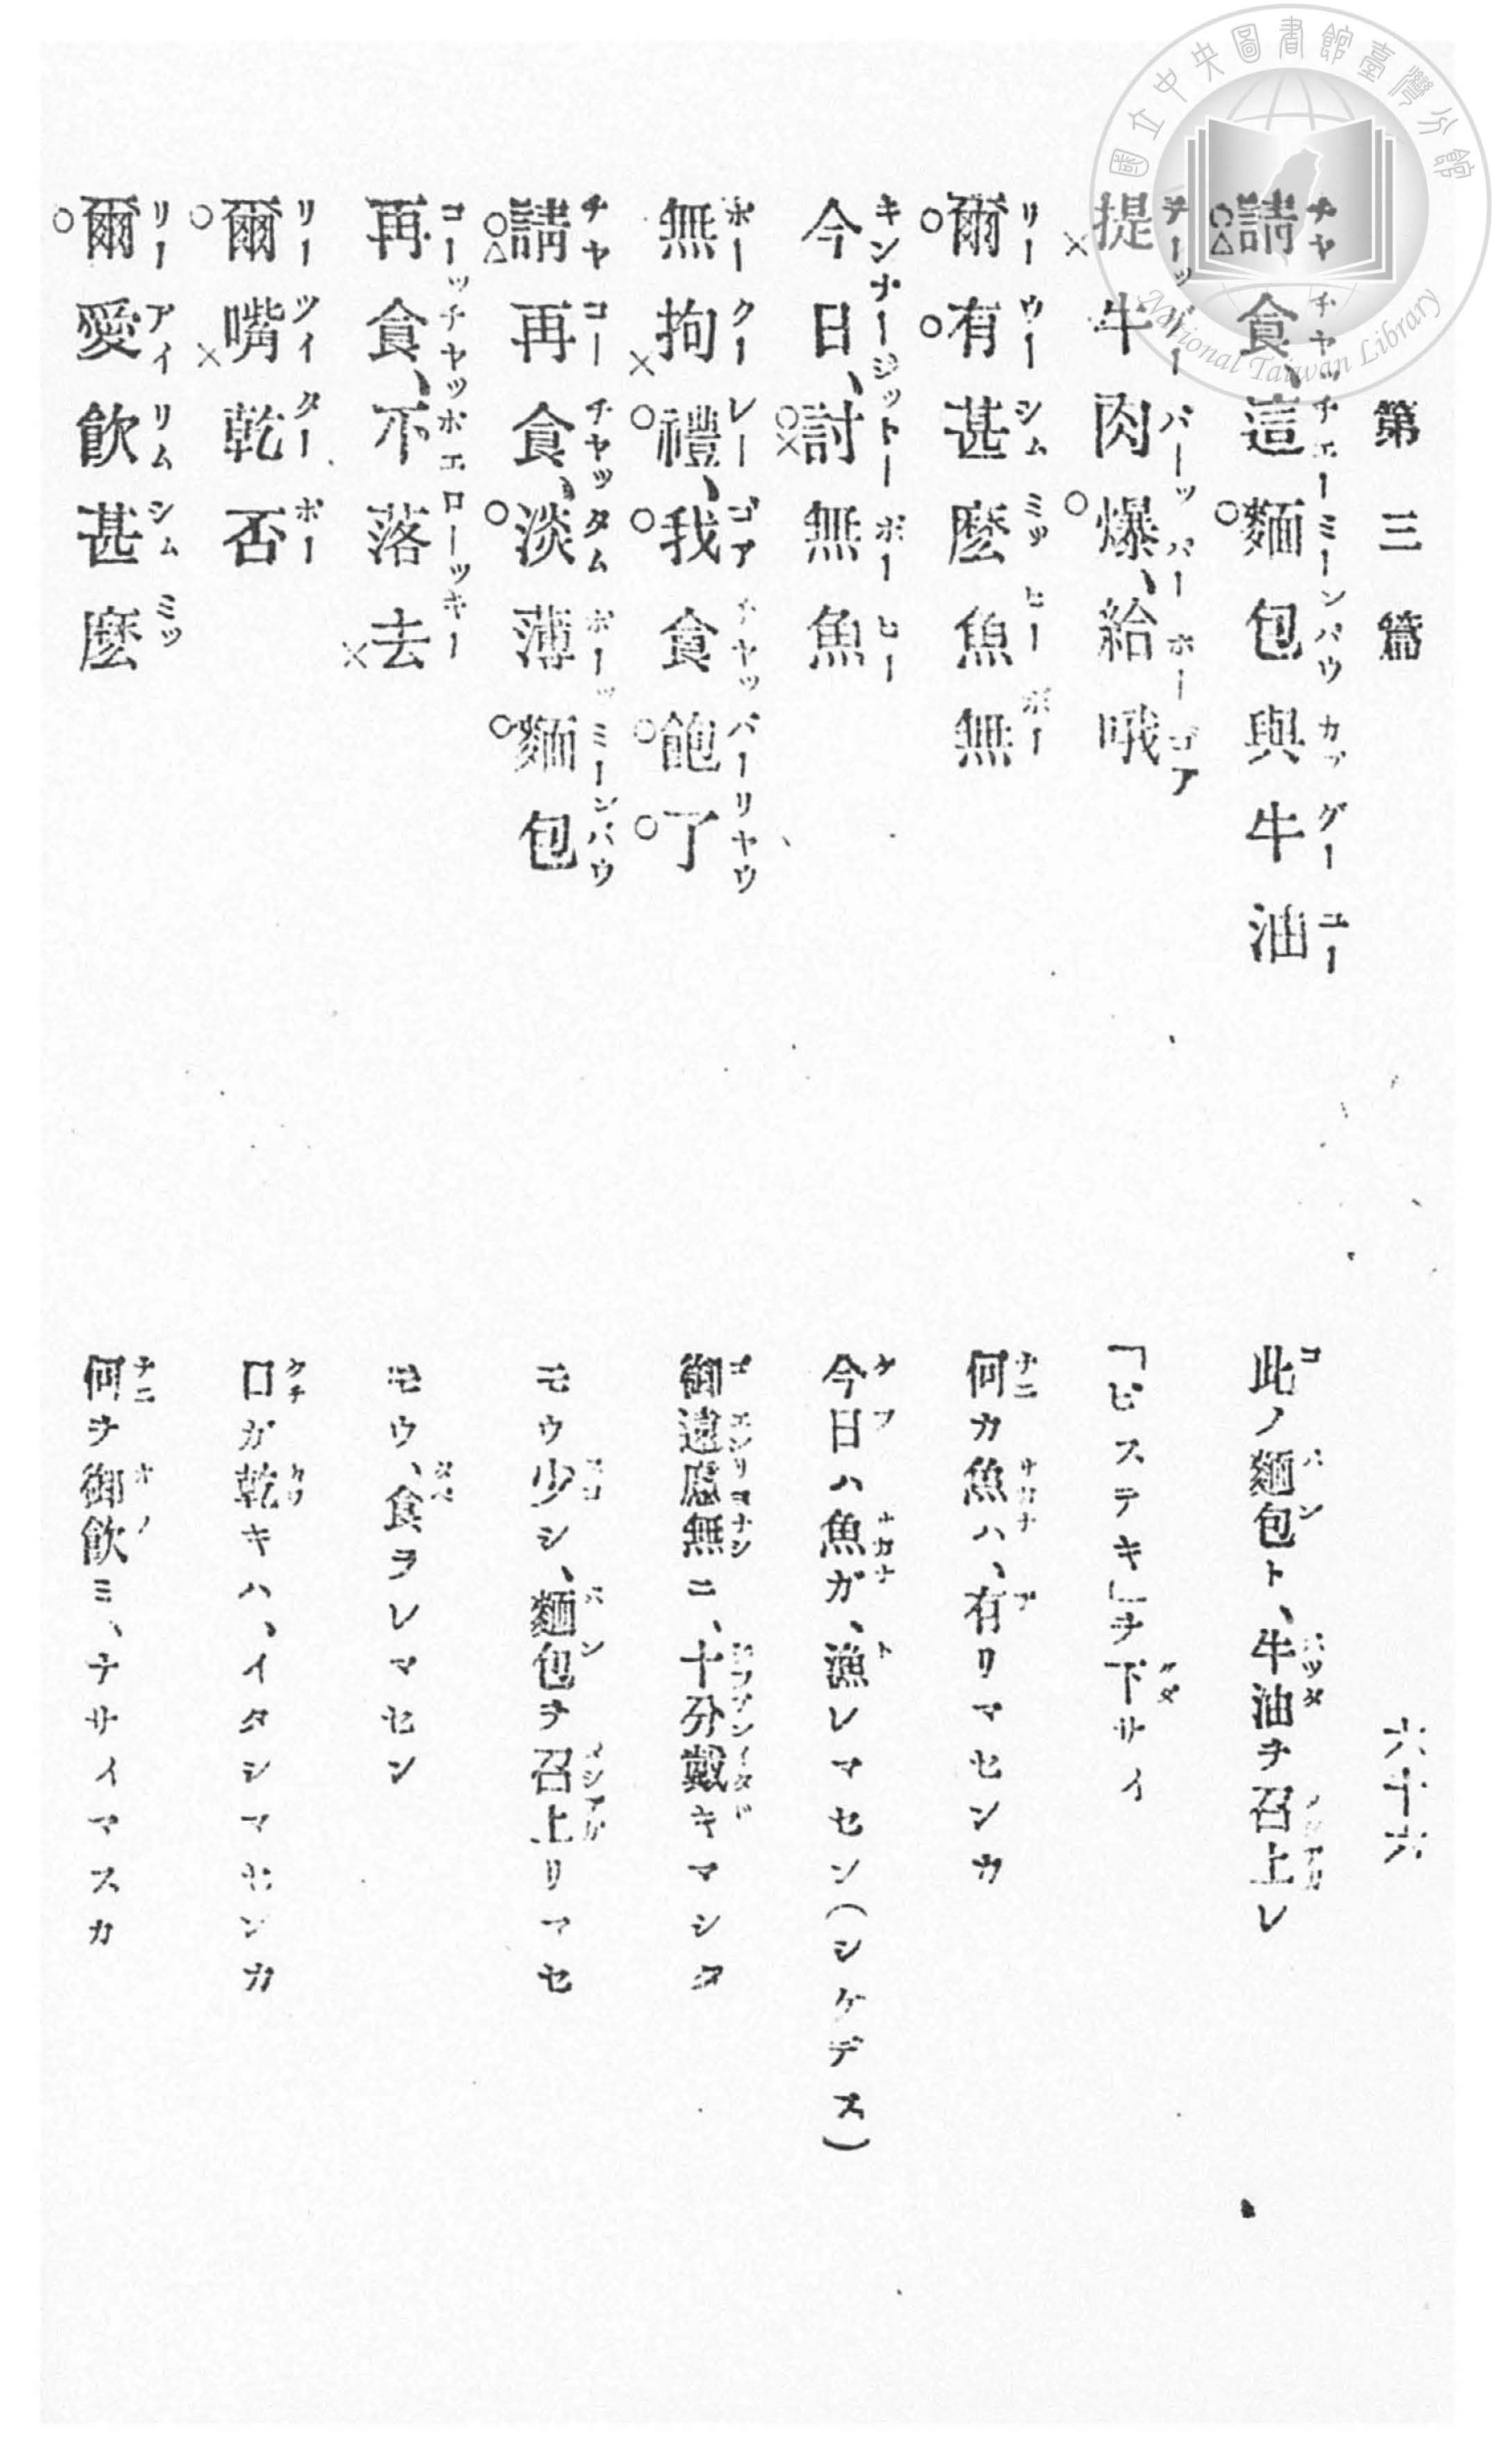 國立中央圖書館臺灣分館
National Taiwan Library
第三篇
六十六
請食、這麵包與牛油
此ノ麵包ト、牛油ヲ召上レ
提牛肉爆、給哦
「ビステキ」ヲ下サイ
爾有甚麼魚無
何カ魚ハ、有リマセンカ
今日、討無魚
今日ハ魚ガ、漁レマセン(シケデス)
無拘禮、我食飽了
御遠慮無ニ、十分戴キマシタ
請再食、淡薄麵包
モウ少シ、麵包ヲ召上リマセ
再食、不落去
モウ、食ヲレマセン
爾嘴乾否
口ガ乾キハ、イタシマセンカ
爾愛飲甚麼
何ヲ御飲ミ、ナサイマスカ